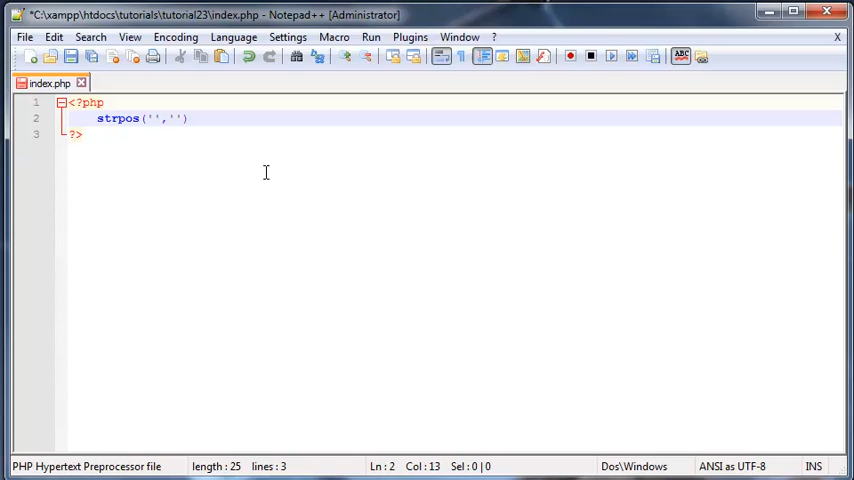 *C:\xampp\htdocs\tutorials\tutorial23\index.php - Notepad++ [Administrator]
File Edit Search View Encoding Language Settings Macro Run Plugins Window ? X
ABC
index.php
1 <?php
2 strpos('','')
3 ?>
PHP Hypertext Preprocessor file length : 25 lines : 3 Ln : 2 Col : 13 Sel : 0 | 0 Dos\Windows ANSI as UTF-8 INS